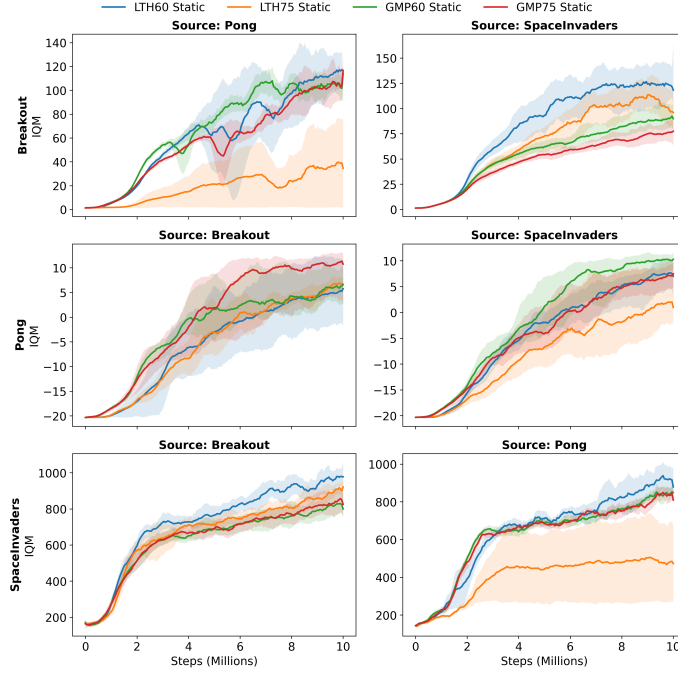 LTH60 Static LTH75 Static GMP60 Static GMP75 Static
Source: Pong
Source: SpaceInvaders
Breakout
IQM
140
120
100
80
60
40
20
0
150
125
100
75
50
25
0
Source: Breakout
Source: SpaceInvaders
Pong
IQM
10
5
0
−5
−10
−15
−20
10
5
0
−5
−10
−15
−20
Source: Breakout
Source: Pong
SpaceInvaders
IQM
1000
800
600
400
200
1000
800
600
400
200
0 2 4 6 8 10
0 2 4 6 8 10
Steps (Millions)
Steps (Millions)